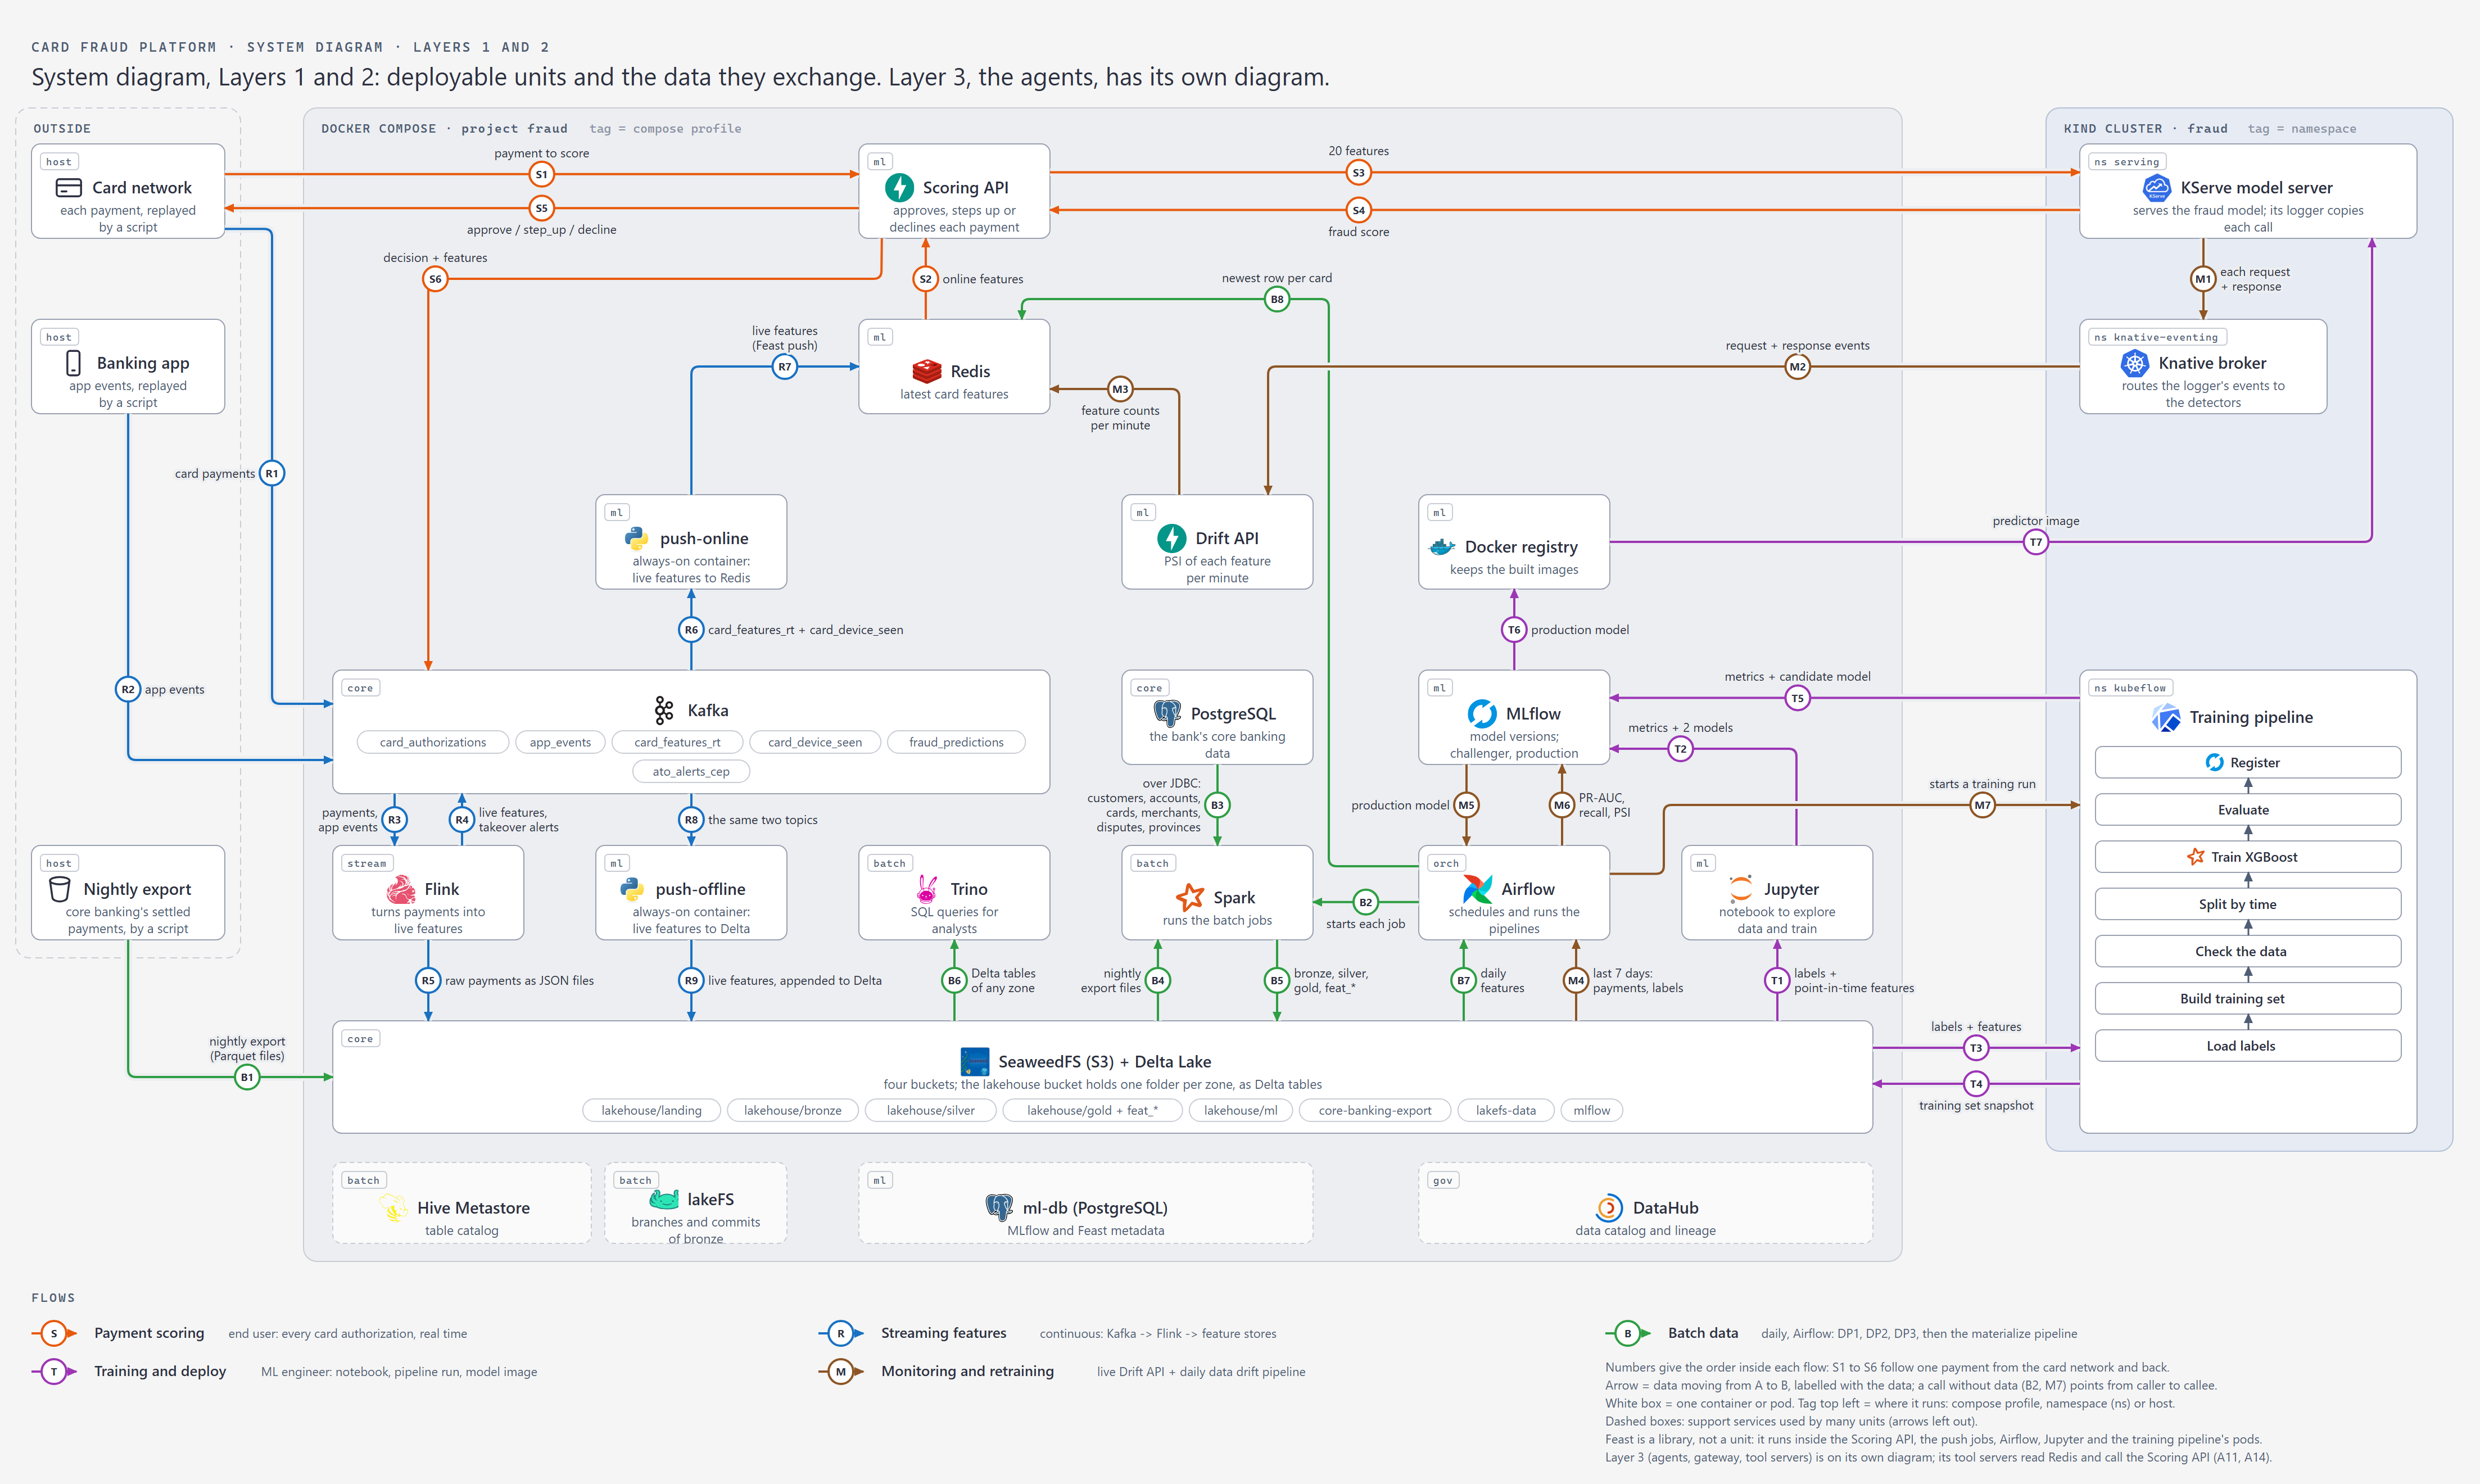 CARD FRAUD PLATFORM · SYSTEM DIAGRAM · LAYERS 1 AND 2
System diagram, Layers 1 and 2: deployable units and the data they exchange. Layer 3, the agents, has its own diagram.
OUTSIDE
DOCKER COMPOSE · project fraud tag = compose profile
KIND CLUSTER · fraud tag = namespace
host
Card network
each payment, replayed
by a script
payment to score
S1
S5
approve / step_up / decline
ml
Scoring API
approves, steps up or
declines each payment
20 features
S3
S4
fraud score
ns serving
KServe model server
serves the fraud model; its logger copies
each call
decision + features
S6
S2
online features
newest row per card
B8
M1
each request
+ response
host
Banking app
app events, replayed
by a script
live features
(Feast push)
R7
ml
Redis
latest card features
M3
feature counts
per minute
request + response events
M2
ns knative-eventing
Knative broker
routes the logger's events to
the detectors
card payments
R1
ml
push-online
always-on container:
live features to Redis
ml
Drift API
PSI of each feature
per minute
ml
Docker registry
keeps the built images
predictor image
T7
R6
card_features_rt + card_device_seen
T6
production model
R2
app events
core
Kafka
card_authorizations
app_events
card_features_rt
card_device_seen
fraud_predictions
ato_alerts_cep
core
PostgreSQL
the bank's core banking
data
ml
MLflow
model versions;
challenger, production
metrics + candidate model
T5
metrics + 2 models
T2
ns kubeflow
Training pipeline
Register
Evaluate
Train XGBoost
Split by time
Check the data
Build training set
Load labels
payments,
app events
R3
R4
live features,
takeover alerts
R8
the same two topics
over JDBC:
customers, accounts,
cards, merchants,
disputes, provinces
B3
production model
M5
M6
PR-AUC,
recall, PSI
starts a training run
M7
host
Nightly export
core banking's settled
payments, by a script
stream
Flink
turns payments into
live features
ml
push-offline
always-on container:
live features to Delta
batch
Trino
SQL queries for
analysts
batch
Spark
runs the batch jobs
B2
starts each job
orch
Airflow
schedules and runs the
pipelines
ml
Jupyter
notebook to explore
data and train
R5
raw payments as JSON files
R9
live features, appended to Delta
B6
Delta tables
of any zone
nightly
export files
B4
B5
bronze, silver,
gold, feat_*
B7
daily
features
M4
last 7 days:
payments, labels
T1
labels +
point-in-time features
nightly export
(Parquet files)
B1
core
SeaweedFS (S3) + Delta Lake
four buckets; the lakehouse bucket holds one folder per zone, as Delta tables
lakehouse/landing
lakehouse/bronze
lakehouse/silver
lakehouse/gold + feat_*
lakehouse/ml
core-banking-export
lakefs-data
mlflow
labels + features
T3
T4
training set snapshot
batch
Hive Metastore
table catalog
batch
lakeFS
branches and commits
of bronze
ml
ml-db (PostgreSQL)
MLflow and Feast metadata
gov
DataHub
data catalog and lineage
FLOWS
S
Payment scoring
end user: every card authorization, real time
R
Streaming features
continuous: Kafka -> Flink -> feature stores
B
Batch data
daily, Airflow: DP1, DP2, DP3, then the materialize pipeline
T
Training and deploy
ML engineer: notebook, pipeline run, model image
M
Monitoring and retraining
live Drift API + daily data drift pipeline
Numbers give the order inside each flow: S1 to S6 follow one payment from the card network and back.
Arrow = data moving from A to B, labelled with the data; a call without data (B2, M7) points from caller to callee.
White box = one container or pod. Tag top left = where it runs: compose profile, namespace (ns) or host.
Dashed boxes: support services used by many units (arrows left out).
Feast is a library, not a unit: it runs inside the Scoring API, the push jobs, Airflow, Jupyter and the training pipeline's pods.
Layer 3 (agents, gateway, tool servers) is on its own diagram; its tool servers read Redis and call the Scoring API (A11, A14).